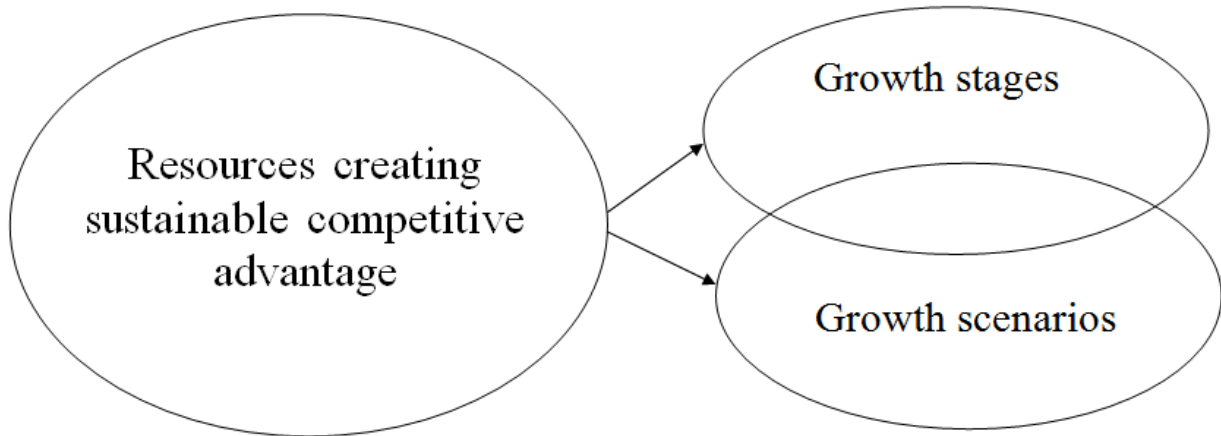 Resources creating
sustainable competitive
advantage
Growth stages
Growth scenarios